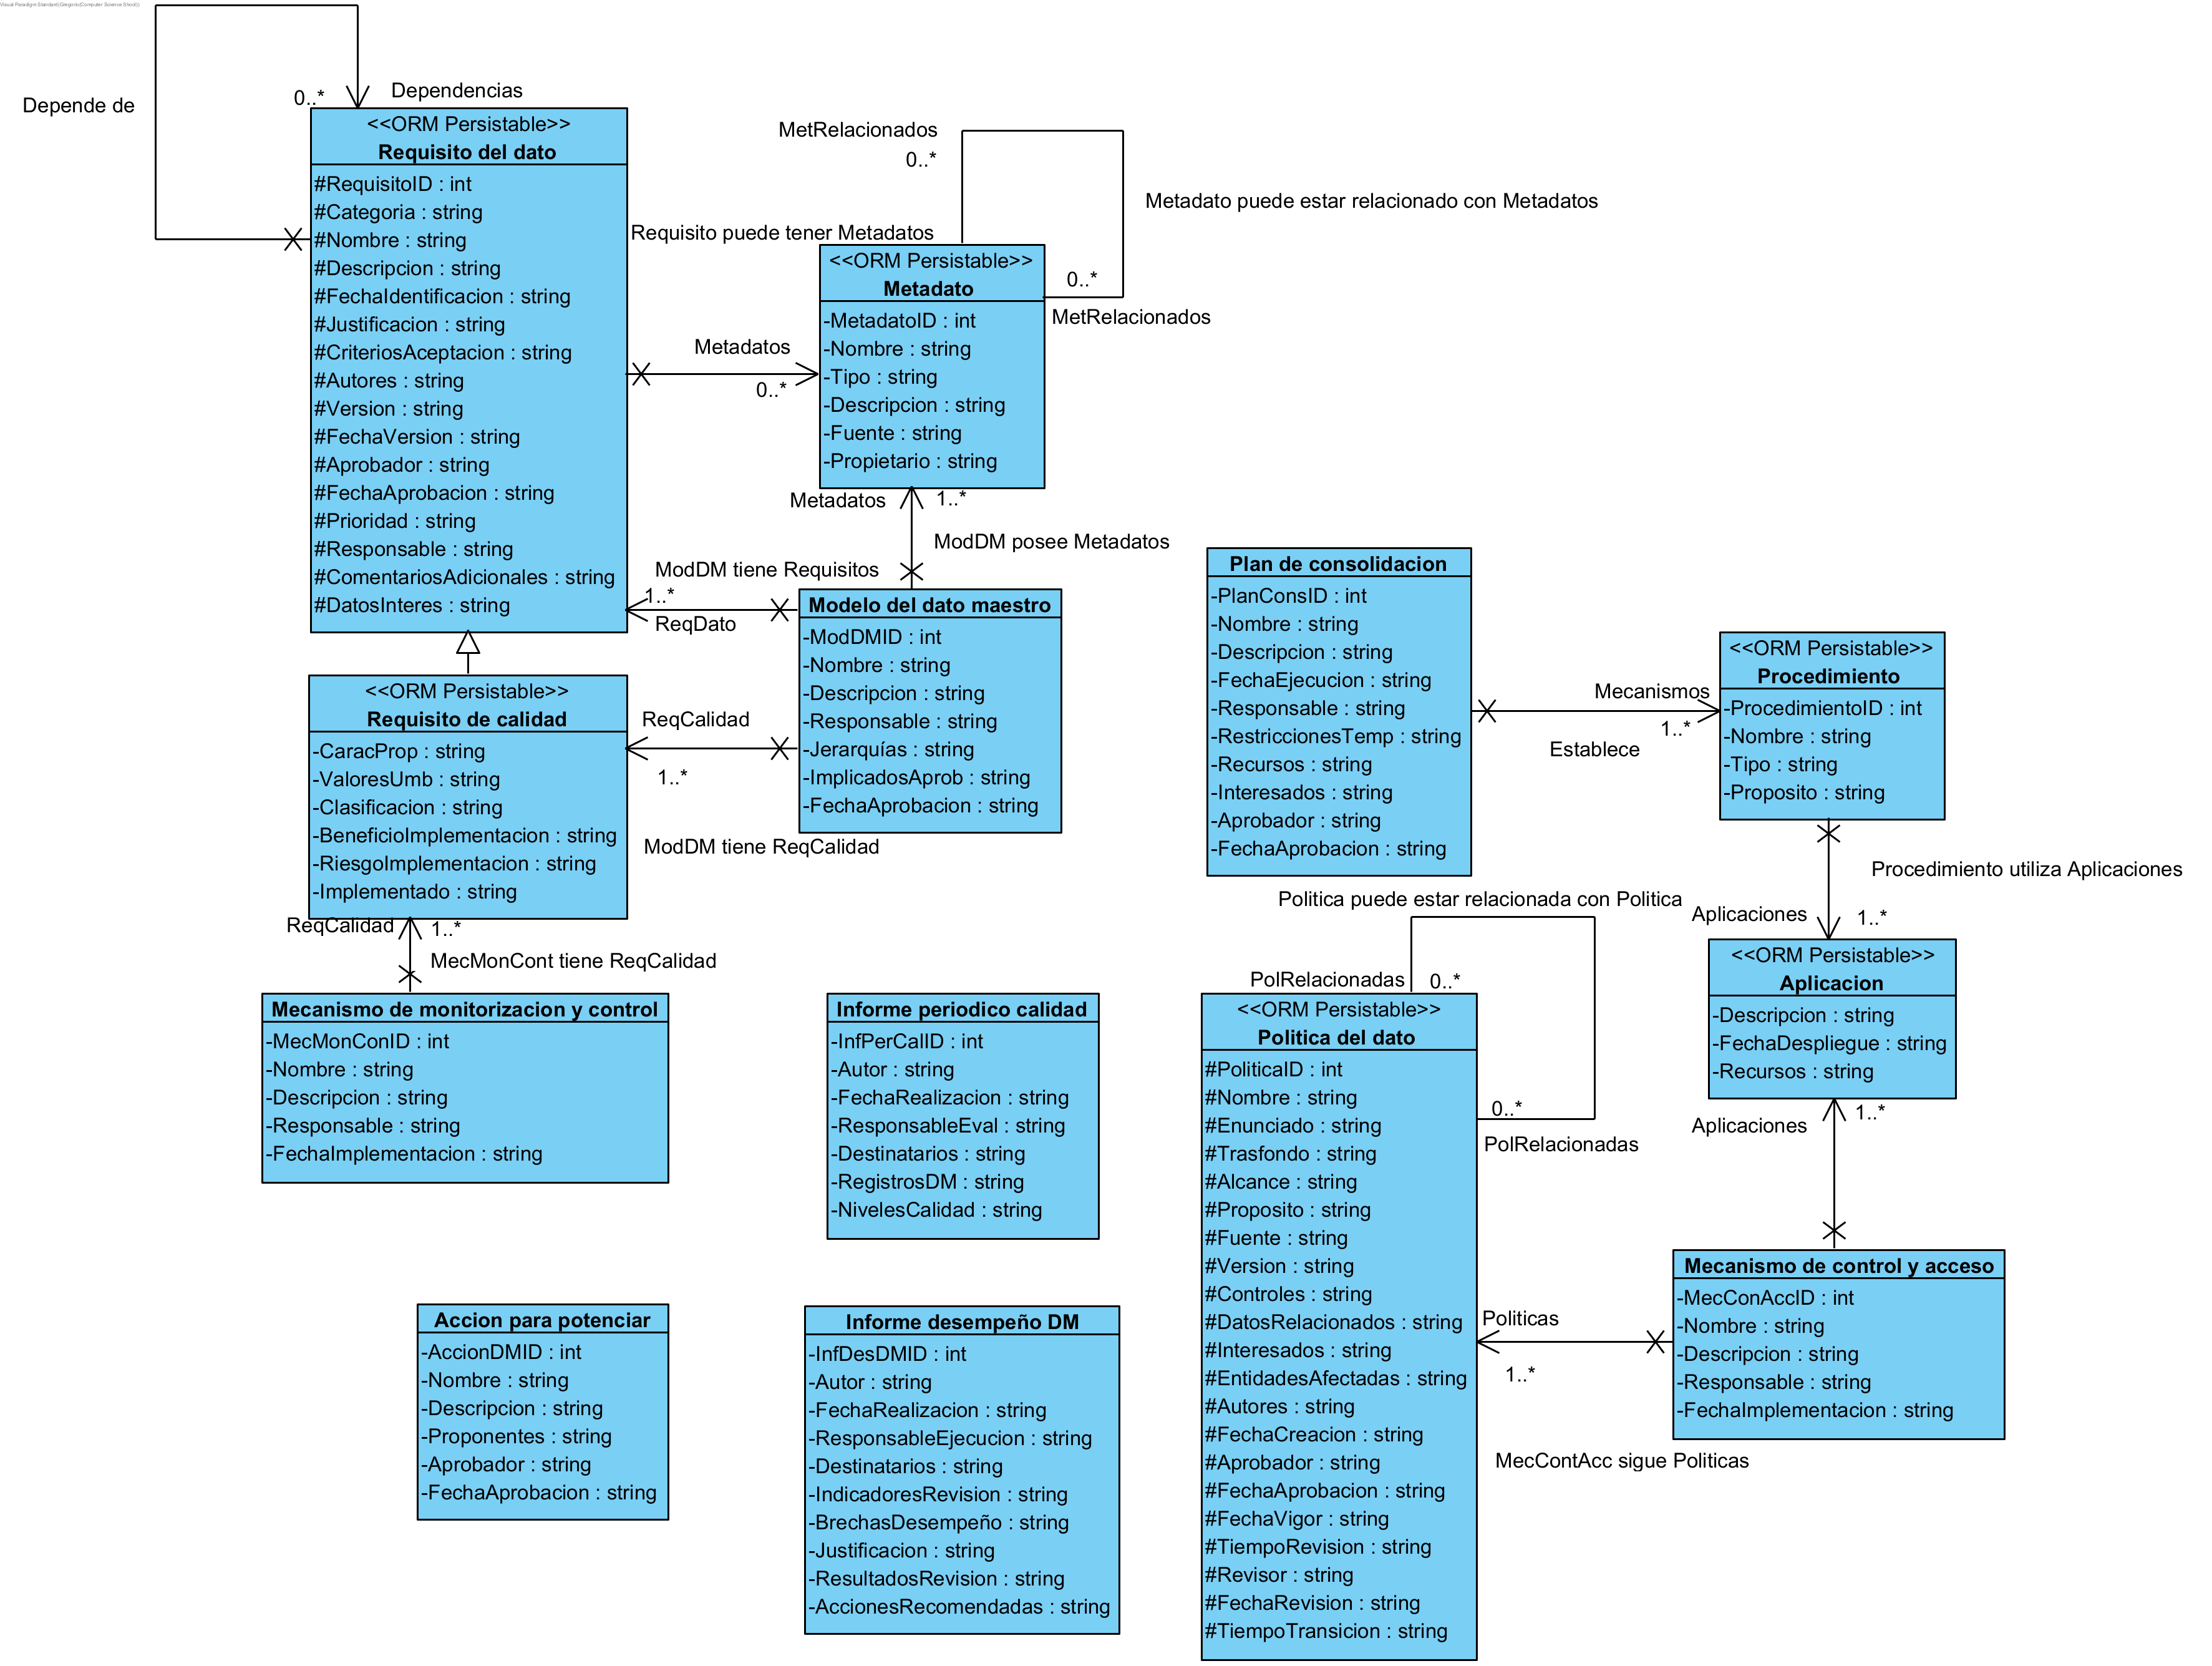 Visual Paradigm Standard(Gregorio(Computer Science Shool))
Depende de
0..*
Dependencias
<<ORM Persistable>>
Requisito del dato
#RequisitoID : int
#Categoria : string
#Nombre : string
#Descripcion : string
#FechaIdentificacion : string
#Justificacion : string
#CriteriosAceptacion : string
#Autores : string
#Version : string
#FechaVersion : string
#Aprobador : string
#FechaAprobacion : string
#Prioridad : string
#Responsable : string
#ComentariosAdicionales : string
#DatosInteres : string
MetRelacionados
0..*
Metadato puede estar relacionado con Metadatos
Requisito puede tener Metadatos
<<ORM Persistable>>
Metadato
-MetadatoID : int
-Nombre : string
-Tipo : string
-Descripcion : string
-Fuente : string
-Propietario : string
0..*
MetRelacionados
Metadatos
0..*
Metadatos
1..*
ModDM posee Metadatos
ModDM tiene Requisitos
1..*
ReqDato
Modelo del dato maestro
-ModDMID : int
-Nombre : string
-Descripcion : string
-Responsable : string
-Jerarquías : string
-ImplicadosAprob : string
-FechaAprobacion : string
<<ORM Persistable>>
Requisito de calidad
-CaracProp : string
-ValoresUmb : string
-Clasificacion : string
-BeneficioImplementacion : string
-RiesgoImplementacion : string
-Implementado : string
ReqCalidad
1..*
ModDM tiene ReqCalidad
ReqCalidad
1..*
MecMonCont tiene ReqCalidad
Mecanismo de monitorizacion y control
-MecMonConID : int
-Nombre : string
-Descripcion : string
-Responsable : string
-FechaImplementacion : string
Informe periodico calidad
-InfPerCalID : int
-Autor : string
-FechaRealizacion : string
-ResponsableEval : string
-Destinatarios : string
-RegistrosDM : string
-NivelesCalidad : string
Accion para potenciar
-AccionDMID : int
-Nombre : string
-Descripcion : string
-Proponentes : string
-Aprobador : string
-FechaAprobacion : string
Informe desempeño DM
-InfDesDMID : int
-Autor : string
-FechaRealizacion : string
-ResponsableEjecucion : string
-Destinatarios : string
-IndicadoresRevision : string
-BrechasDesempeño : string
-Justificacion : string
-ResultadosRevision : string
-AccionesRecomendadas : string
Plan de consolidacion
-PlanConsID : int
-Nombre : string
-Descripcion : string
-FechaEjecucion : string
-Responsable : string
-RestriccionesTemp : string
-Recursos : string
-Interesados : string
-Aprobador : string
-FechaAprobacion : string
Mecanismos
1..*
Establece
<<ORM Persistable>>
Procedimiento
-ProcedimientoID : int
-Nombre : string
-Tipo : string
-Proposito : string
Procedimiento utiliza Aplicaciones
Aplicaciones
1..*
<<ORM Persistable>>
Aplicacion
-Descripcion : string
-FechaDespliegue : string
-Recursos : string
Aplicaciones
1..*
Politica puede estar relacionada con Politica
PolRelacionadas
0..*
<<ORM Persistable>>
Politica del dato
#PoliticaID : int
#Nombre : string
#Enunciado : string
#Trasfondo : string
#Alcance : string
#Proposito : string
#Fuente : string
#Version : string
#Controles : string
#DatosRelacionados : string
#Interesados : string
#EntidadesAfectadas : string
#Autores : string
#FechaCreacion : string
#Aprobador : string
#FechaAprobacion : string
#FechaVigor : string
#TiempoRevision : string
#Revisor : string
#FechaRevision : string
#TiempoTransicion : string
0..*
PolRelacionadas
Mecanismo de control y acceso
-MecConAccID : int
-Nombre : string
-Descripcion : string
-Responsable : string
-FechaImplementacion : string
Politicas
1..*
MecContAcc sigue Politicas